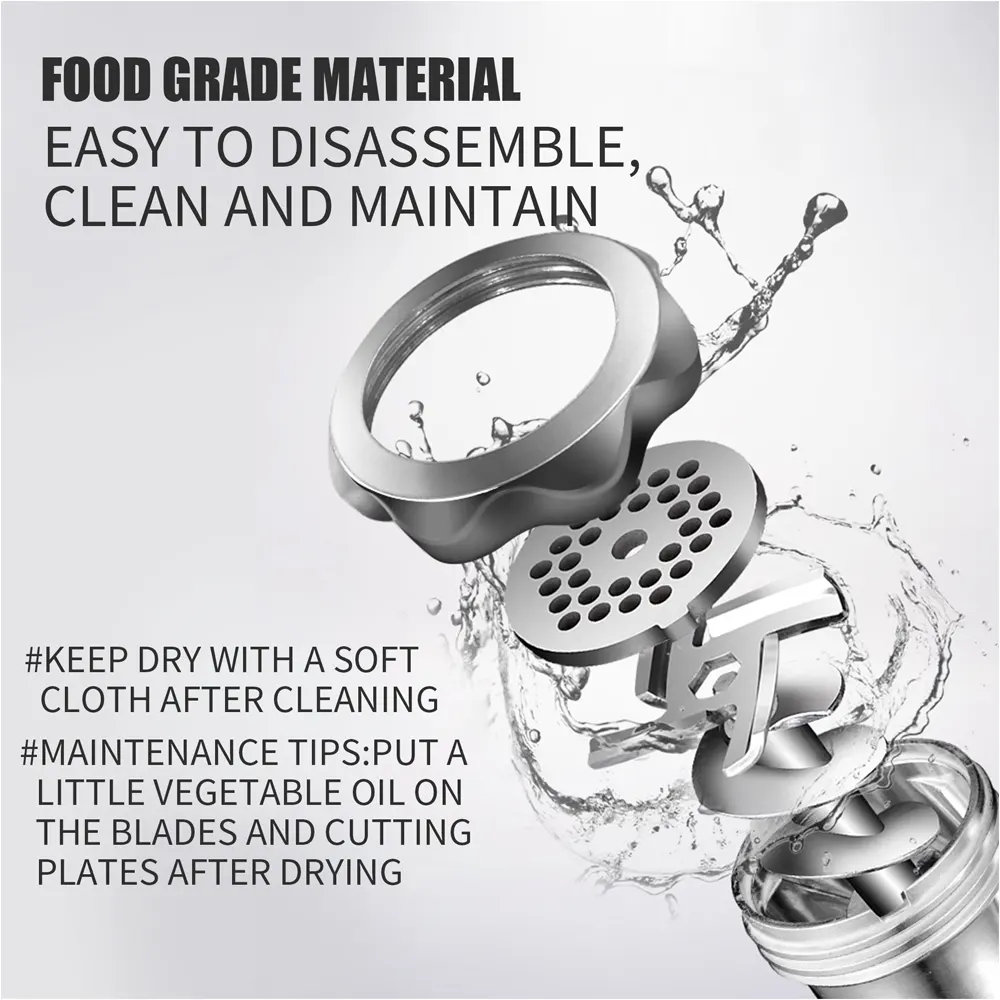 FOOD GRADE MATERIAL
EASY TO DISASSEMBLE,
CLEAN AND MAINTAIN
#KEEP DRY WITH A SOFT
CLOTH AFTER CLEANING
#MAINTENANCE TIPS:PUT A
LITTLE VEGETABLE OIL ON
THE BLADES AND CUTTING
PLATES AFTER DRYING